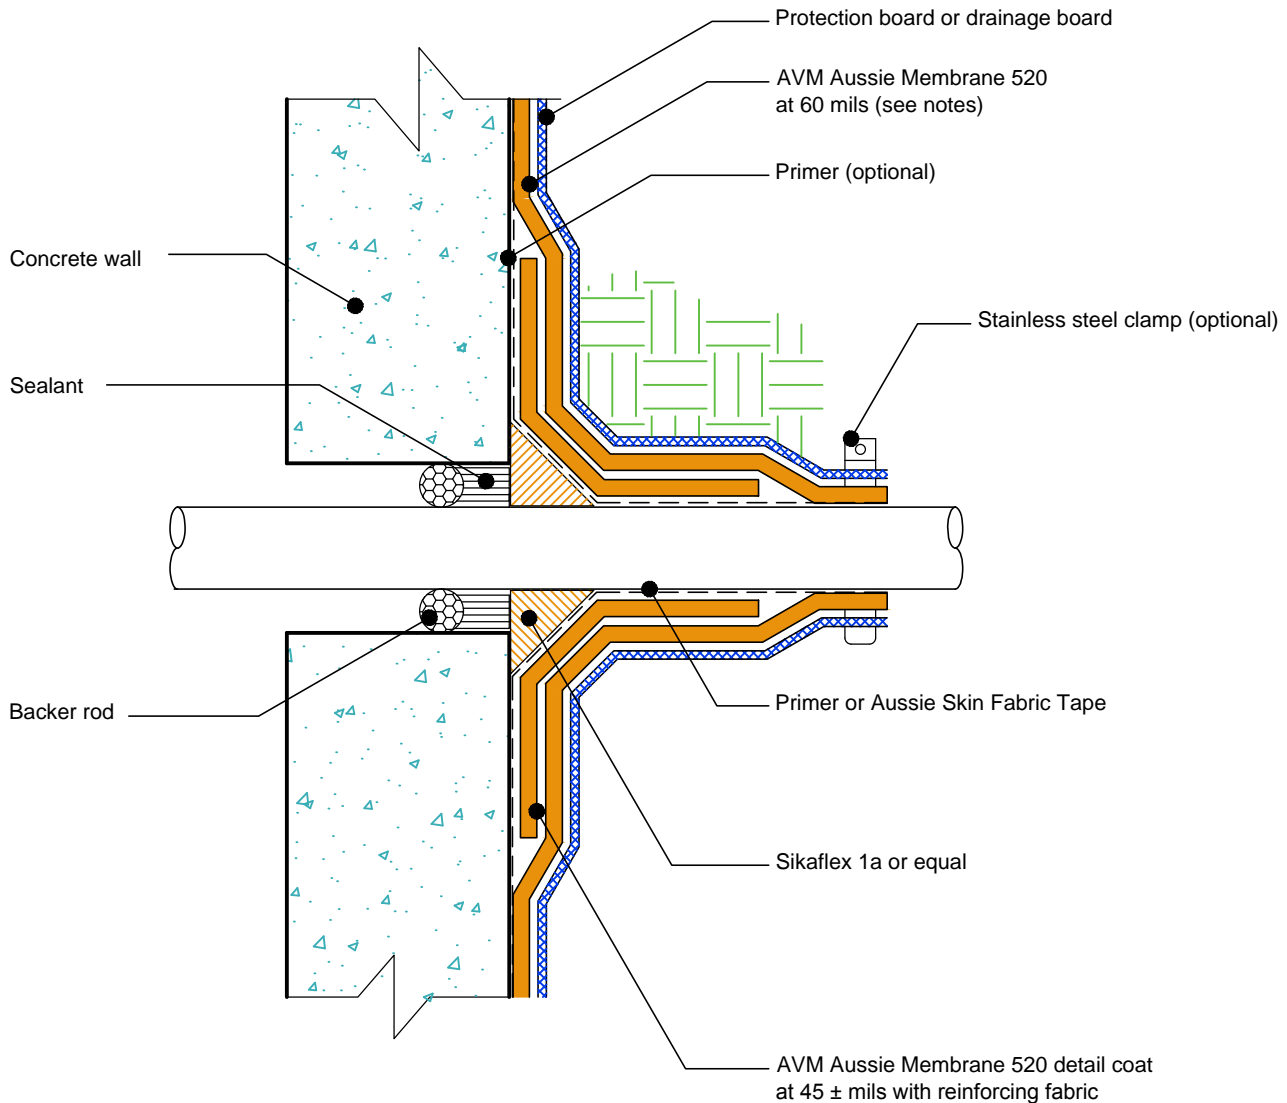 Protection board or drainage board
AVM Aussie Membrane 520
at 60 mils (see notes)
Primer (optional)
Concrete wall
Stainless steel clamp (optional)
Sealant
Backer rod
Primer or Aussie Skin Fabric Tape
Sikaflex 1a or equal
AVM Aussie Membrane 520 detail coat
at 45 ± mils with reinforcing fabric